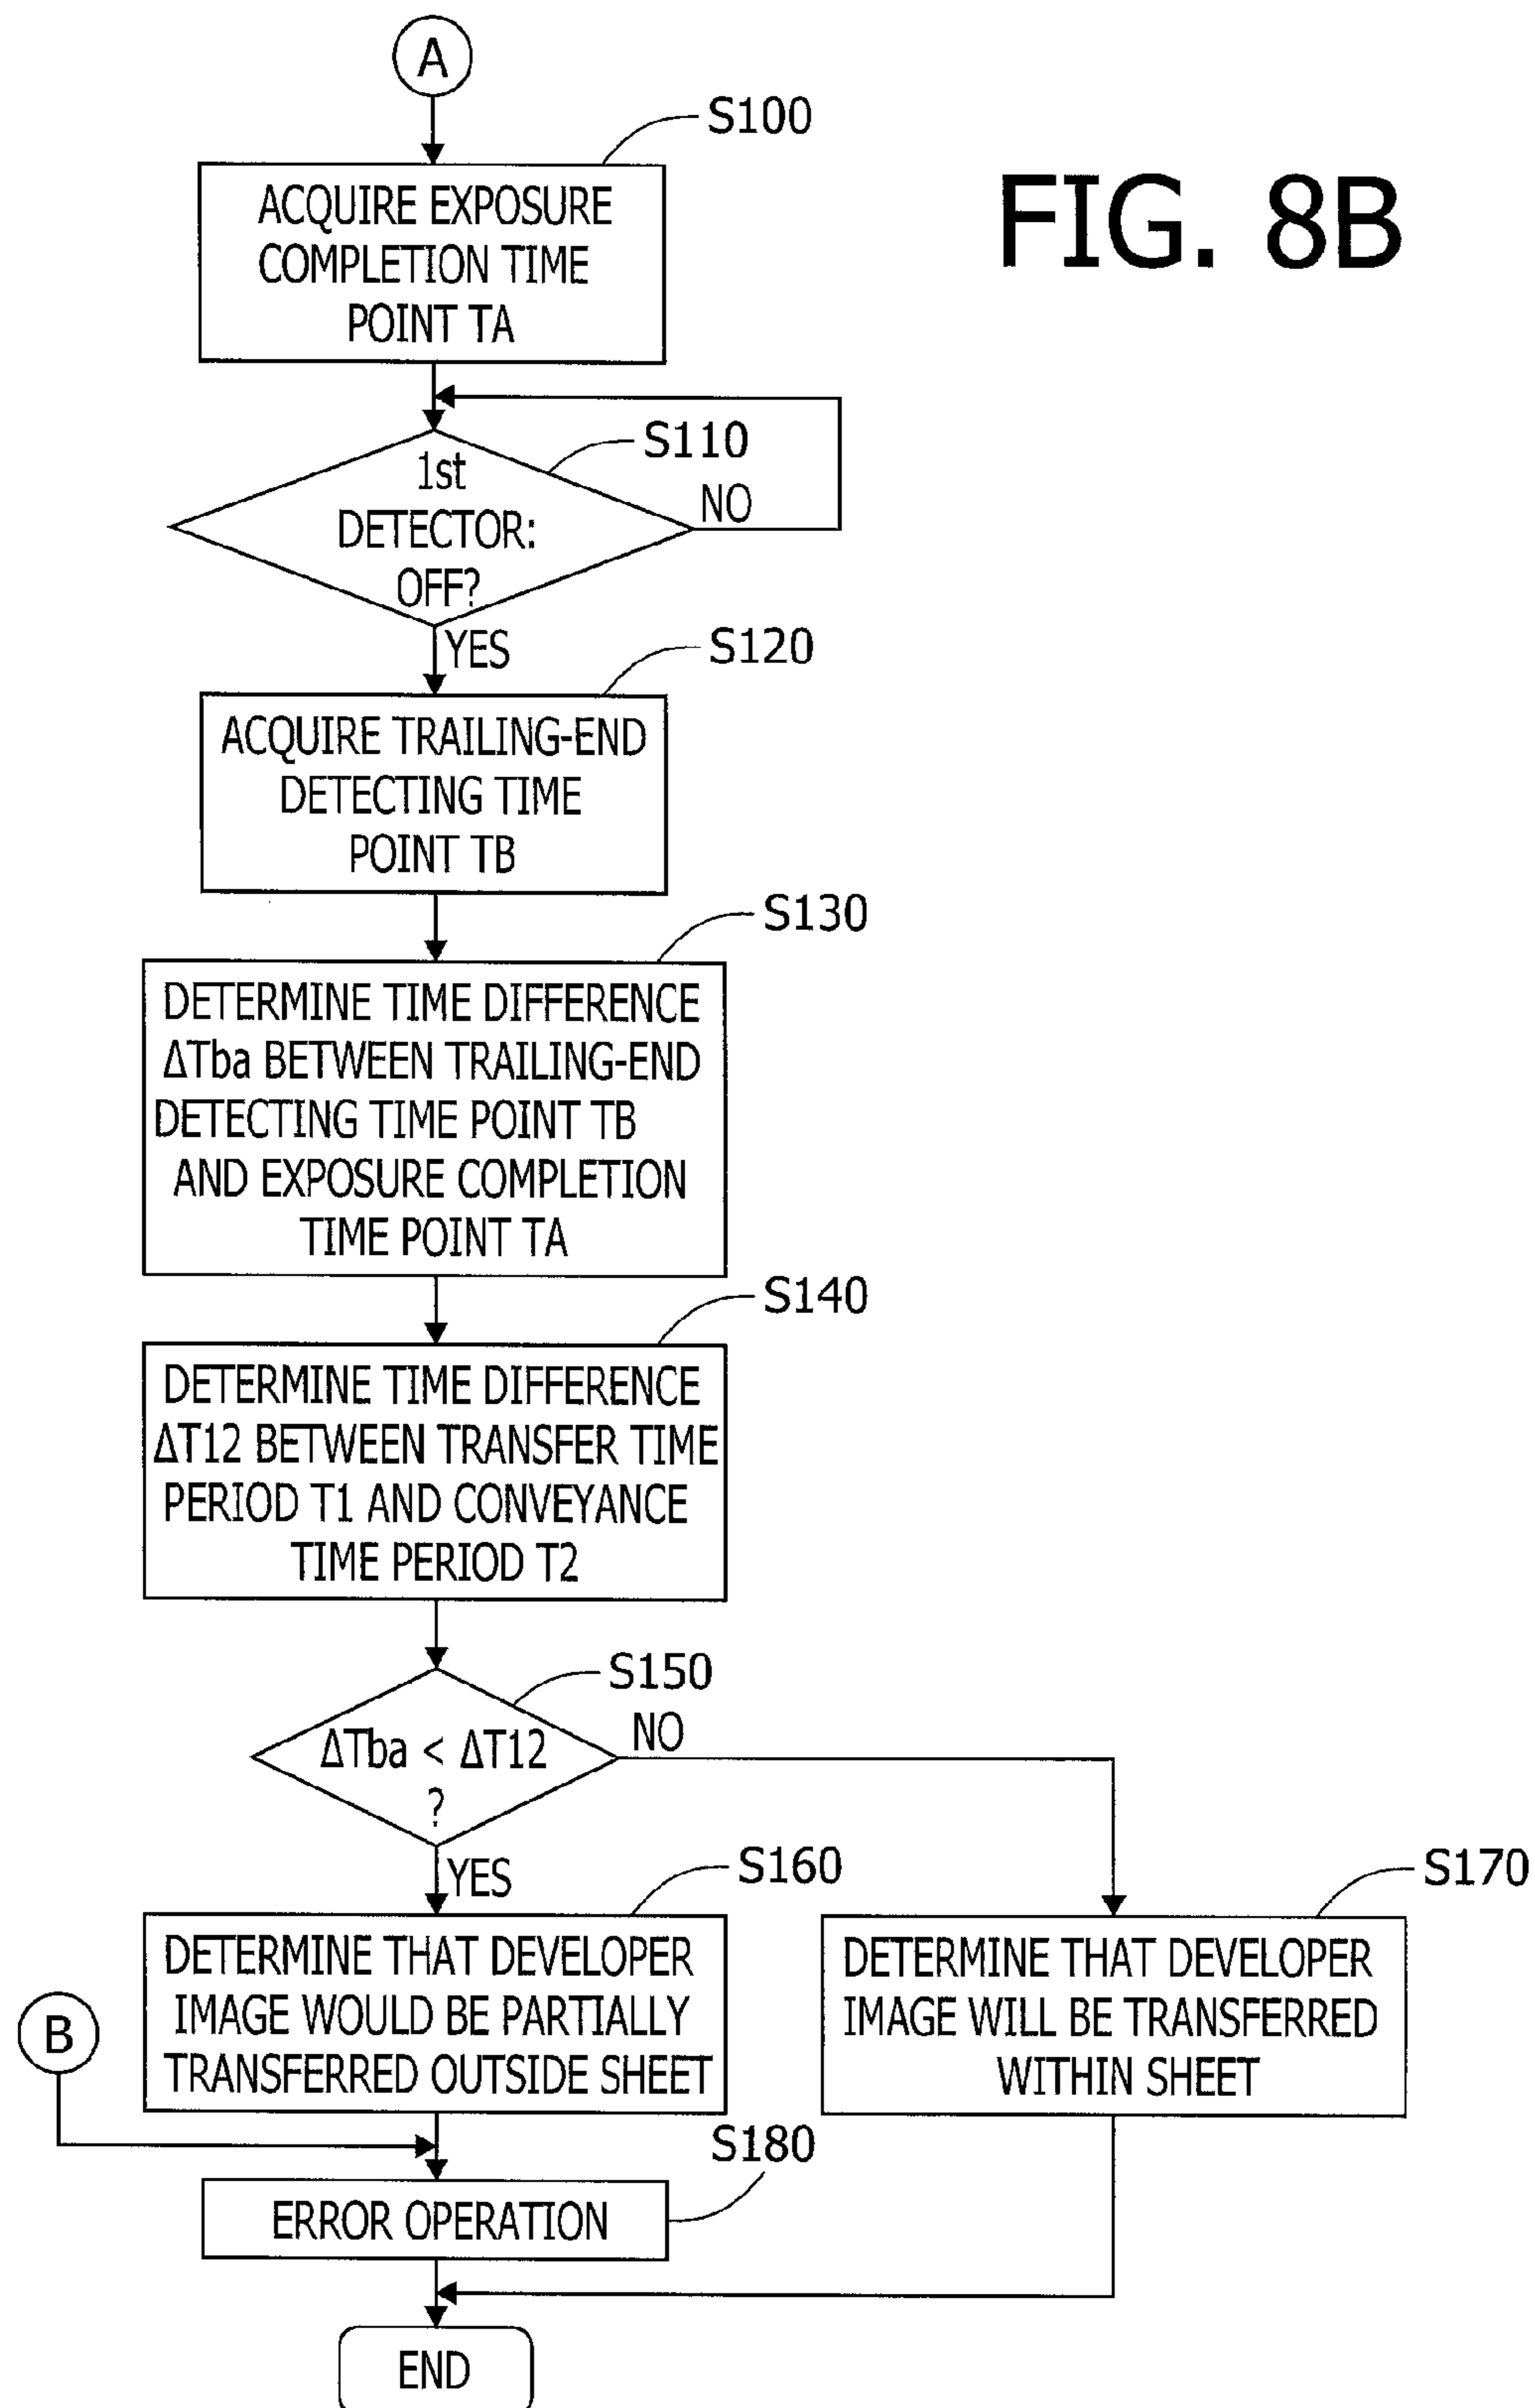 A
S100
FIG. 8B
ACQUIRE EXPOSURE
COMPLETION TIME
POINT TA
S110
1st
DETECTOR:
OFF?
NO
YES
S120
ACQUIRE TRAILING-END
DETECTING TIME
POINT TB
S130
DETERMINE TIME DIFFERENCE
ΔTba BETWEEN TRAILING-END
DETECTING TIME POINT TB
AND EXPOSURE COMPLETION
TIME POINT TA
S140
DETERMINE TIME DIFFERENCE
ΔT12 BETWEEN TRANSFER TIME
PERIOD T1 AND CONVEYANCE
TIME PERIOD T2
S150
ΔTba < ΔT12
?
NO
YES
S160
DETERMINE THAT DEVELOPER
IMAGE WOULD BE PARTIALLY
TRANSFERRED OUTSIDE SHEET
S170
DETERMINE THAT DEVELOPER
IMAGE WILL BE TRANSFERRED
WITHIN SHEET
B
S180
ERROR OPERATION
END